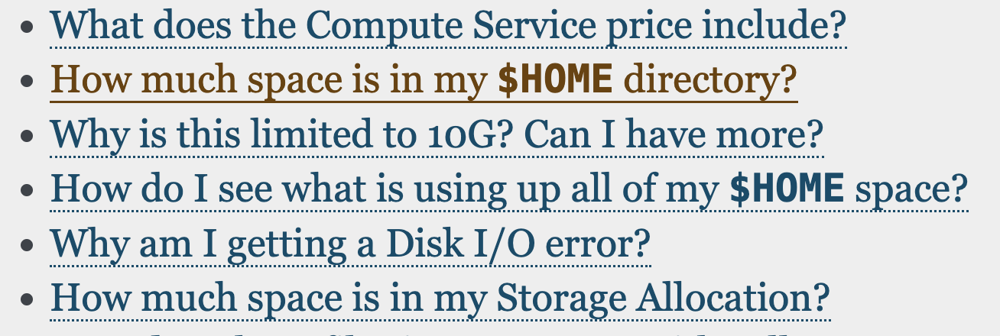 What does the Compute Service price include?
How much space is in my $HOME directory?
Why is this limited to 10G? Can I have more?
How do I see what is using up all of my $HOME space?
Why am I getting a Disk I/O error?
How much space is in my Storage Allocation?